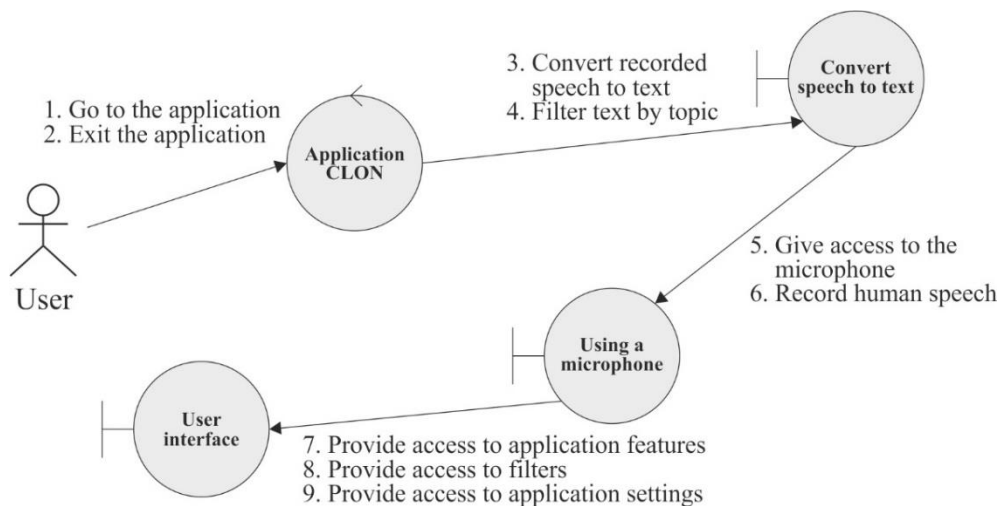 1. Go to the application
2. Exit the application
User
Application
CLON
3. Convert recorded
speech to text
4. Filter text by topic
Convert
speech to text
5. Give access to the
microphone
6. Record human speech
Using a
microphone
7. Provide access to application features
8. Provide access to filters
9. Provide access to application settings
User
interface